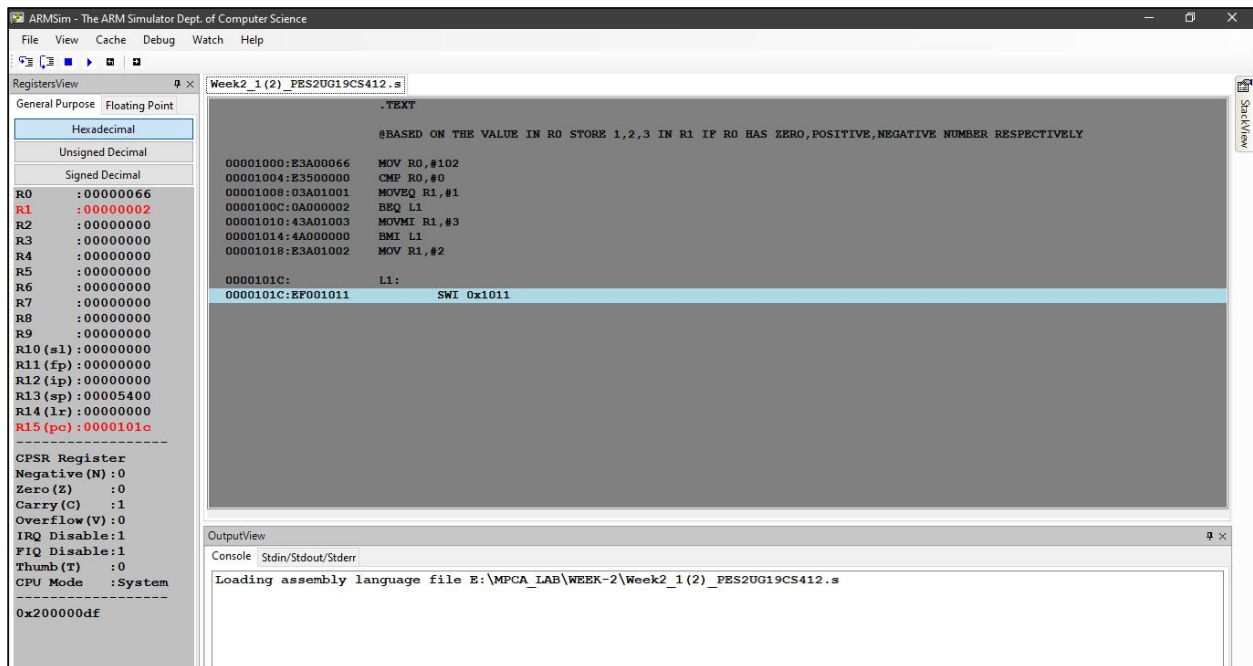 ARMSim - The ARM Simulator Dept. of Computer Science
File View Cache Debug Watch Help
RegistersView
General Purpose Floating Point
Hexadecimal
Unsigned Decimal
Signed Decimal
R0 :00000066
R1 :00000002
R2 :00000000
R3 :00000000
R4 :00000000
R5 :00000000
R6 :00000000
R7 :00000000
R8 :00000000
R9 :00000000
R10(sl):00000000
R11(fp):00000000
R12(ip):00000000
R13(sp):00005400
R14(lr):00000000
R15(pc):0000101c
--------------------
CPSR Register
Negative(N):0
Zero(Z) :0
Carry(C) :1
Overflow(V):0
IRQ Disable:1
FIQ Disable:1
Thumb(T) :0
CPU Mode :System
--------------------
0x200000df
Week2_1(2)_PES2UG19CS412.s
.TEXT
@BASED ON THE VALUE IN R0 STORE 1,2,3 IN R1 IF R0 HAS ZERO,POSITIVE,NEGATIVE NUMBER RESPECTIVELY
00001000:E3A00066 MOV R0,#102
00001004:E3500000 CMP R0,#0
00001008:03A01001 MOVEQ R1,#1
0000100C:0A000002 BEQ L1
00001010:43A01003 MOVMI R1,#3
00001014:4A000000 BMI L1
00001018:E3A01002 MOV R1,#2
0000101C: L1:
0000101C:EF001011 SWI 0x1011
OutputView
Console Stdin/Stdout/Stderr
Loading assembly language file E:\MPCA_LAB\WEEK-2\Week2_1(2)_PES2UG19CS412.s
StackView